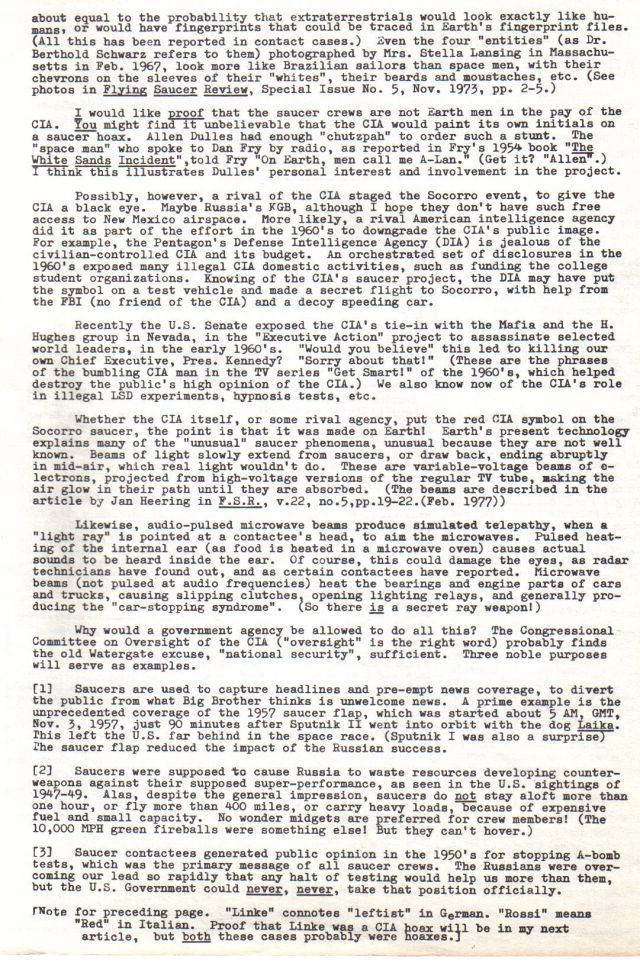 about equal to the probability that extraterrestrials would look exactly like hu-
mans, or would have fingerprints that could be traced in Earth's fingerprint files.
(All this has been reported in contact cases.) Even the four "entities" (as Dr.
Berthold Schwarz refers to them) photographed by Mrs. Stella Lansing in Massachu-
setts in Feb. 1967, look more like Brazilian sailors than space men, with their
chevrons on the sleeves of their "whites", their beards and moustaches, etc. (See
photos in Flying Saucer Review, Special Issue No. 5, Nov. 1973, pp. 2-5.)
I would like proof that the saucer crews are not Earth men in the pay of the
CIA. You might find it unbelievable that the CIA would paint its own initials on
a saucer hoax. Allen Dulles had enough "chutzpah" to order such a stunt. The
"space man" who spoke to Dan Fry by radio, as reported in Fry's 1954 book "The
White Sands Incident",told Fry "On Earth, men call me A-Lan." (Get it? "Allen".)
I think this illustrates Dulles' personal interest and involvement in the project.
Possibly, however, a rival of the CIA staged the Socorro event, to give the
CIA a black eye. Maybe Russia's KGB, although I hope they don't have such free
access to New Mexico airspace. More likely, a rival American intelligence agency
did it as part of the effort in the 1960's to downgrade the CIA's public image.
For example, the Pentagon's Defense Intelligence Agency (DIA) is jealous of the
civilian-controlled CIA and its budget. An orchestrated set of disclosures in the
1960's exposed many illegal CIA domestic activities, such as funding the college
student organizations. Knowing of the CIA's saucer project, the DIA may have put
the symbol on a test vehicle and made a secret flight to Socorro, with help from
the FBI (no friend of the CIA) and a decoy speeding car.
Recently the U.S. Senate exposed the CIA's tie-in with the Mafia and the H.
Hughes group in Nevada, in the "Executive Action" project to assassinate selected
world leaders, in the early 1960's. "Would you believe" this led to killing our
own Chief Executive, Pres. Kennedy? "Sorry about that!" (These are the phrases
of the bumbling CIA man in the TV series "Get Smart!" of the 1960's, which helped
destroy the public's high opinion of the CIA.) We also know now of the CIA's role
in illegal LSD experiments, hypnosis tests, etc.
Whether the CIA itself, or some rival agency, put the red CIA symbol on the
Socorro saucer, the point is that it was made on Earth! Earth's present technology
explains many of the "unusual" saucer phenomena, unusual because they are not well
known. Beams of light slowly extend from saucers, or draw back, ending abruptly
in mid-air, which real light wouldn't do. These are variable-voltage beams of e-
lectrons, projected from high-voltage versions of the regular TV tube, making the
air glow in their path until they are absorbed. (The beams are described in the
article by Jan Heering in F.S.R., v.22, no.5,pp.19-22.(Feb. 1977))
Likewise, audio-pulsed microwave beams produce simulated telepathy, when a
"light ray" is pointed at a contactee's head, to aim the microwaves. Pulsed heat-
ing of the internal ear (as food is heated in a microwave oven) causes actual
sounds to be heard inside the ear. Of course, this could damage the eyes, as radar
technicians have found out, and as certain contactees have reported. Microwave
beams (not pulsed at audio frequencies) heat the bearings and engine parts of cars
and trucks, causing slipping clutches, opening lighting relays, and generally pro-
ducing the "car-stopping syndrome". (So there is a secret ray weapon!)
Why would a government agency be allowed to do all this? The Congressional
Committee on Oversight of the CIA ("oversight" is the right word) probably finds
the old Watergate excuse, "national security", sufficient. Three noble purposes
will serve as examples.
[1] Saucers are used to capture headlines and pre-empt news coverage, to divert
the public from what Big Brother thinks is unwelcome news. A prime example is the
unprecedented coverage of the 1957 saucer flap, which was started about 5 AM, GMT,
Nov. 3, 1957, just 90 minutes after Sputnik II went into orbit with the dog Laika.
This left the U.S. far behind in the space race. (Sputnik I was also a surprise)
The saucer flap reduced the impact of the Russian success.
[2] Saucers were supposed to cause Russia to waste resources developing counter-
weapons against their supposed super-performance, as seen in the U.S. sightings of
1947-49. Alas, despite the general impression, saucers do not stay aloft more than
one hour, or fly more than 400 miles, or carry heavy loads, because of expensive
fuel and small capacity. No wonder midgets are preferred for crew members! (The
10,000 MPH green fireballs were something else! But they can't hover.)
[3] Saucer contactees generated public opinion in the 1950's for stopping A-bomb
tests, which was the primary message of all saucer crews. The Russians were over-
coming our lead so rapidly that any halt of testing would help us more than them,
but the U.S. Government could never, never, take that position officially.
[Note for preceding page. "Linke" connotes "leftist" in German. "Rossi" means
"Red" in Italian. Proof that Linke was a CIA hoax will be in my next
article, but both these cases probably were hoaxes.]